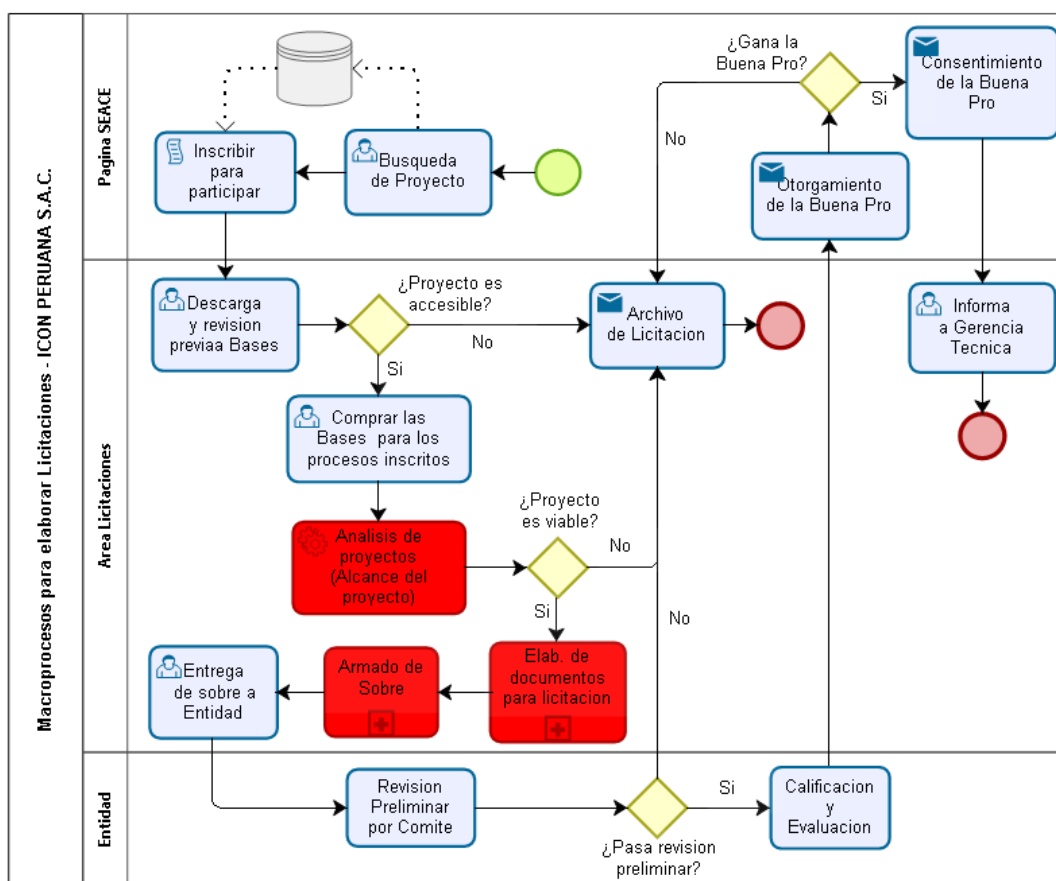 Macroprocesos para elaborar Licitaciones - ICON PERUANA S.A.C.
Pagina SEACE
Inscribir
para
participar
Busqueda
de Proyecto
¿Gana la
Buena Pro?
Si
No
Consentimiento
de la Buena
Pro
Otorgamiento
de la Buena Pro
Area Licitaciones
Descarga
y revision
previaa Bases
¿Proyecto es
accesible?
No
Si
Archivo
de Licitacion
Informa
a Gerencia
Tecnica
Comprar las
Bases para los
procesos inscritos
Analisis de
proyectos
(Alcance del
proyecto)
¿Proyecto
es viable?
No
Si
Elab. de
documentos
para licitacion
Armado de
Sobre
Entrega
de sobre a
Entidad
No
Entidad
Revision
Preliminar
por Comite
¿Pasa revision
preliminar?
Si
Calificacion
y
Evaluacion